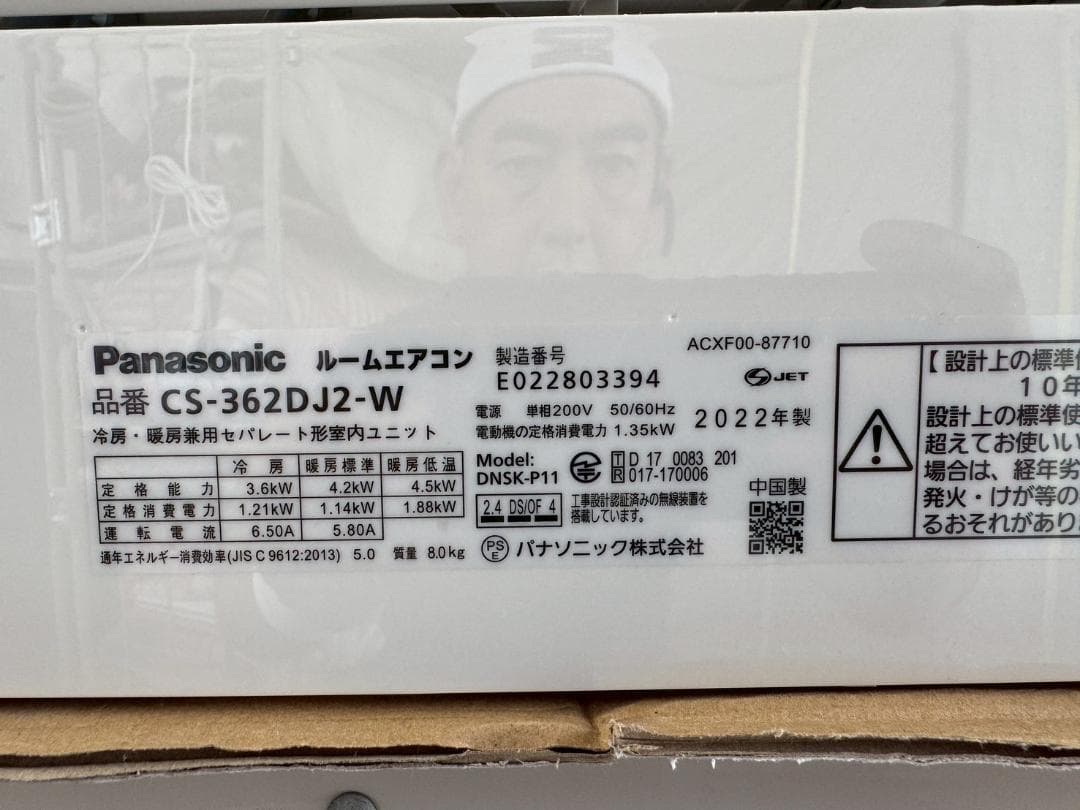 Panasonic ルームエアコン
品番 CS-362DJ2-W
冷房・暖房兼用セパレート形室内ユニット
冷房 暖房標準 暖房低温
定格能力 3.6kW 4.2kW 4.5kW
定格消費電力 1.21kW 1.14kW 1.88kW
運転電流 6.50A 5.80A
通年エネルギー消費効率(JIS C 9612:2013) 5.0 質量 8.0kg
製造番号
E022803394
電源 単相200V 50/60Hz
電動機の定格消費電力 1.35kW
Model:
DNSK-P11
T D 17 0083 201
R 017-170006
2.4 DS/OF 4
工事設計認証済みの無線装置を
搭載しています。
PS
E パナソニック株式会社
ACXF00-87710
S JET
2022年製
中国製
【設計上の標準使
10年
設計上の標準使
超えてお使いい
場合は、経年劣
発火・けが等の
るおそれがあり